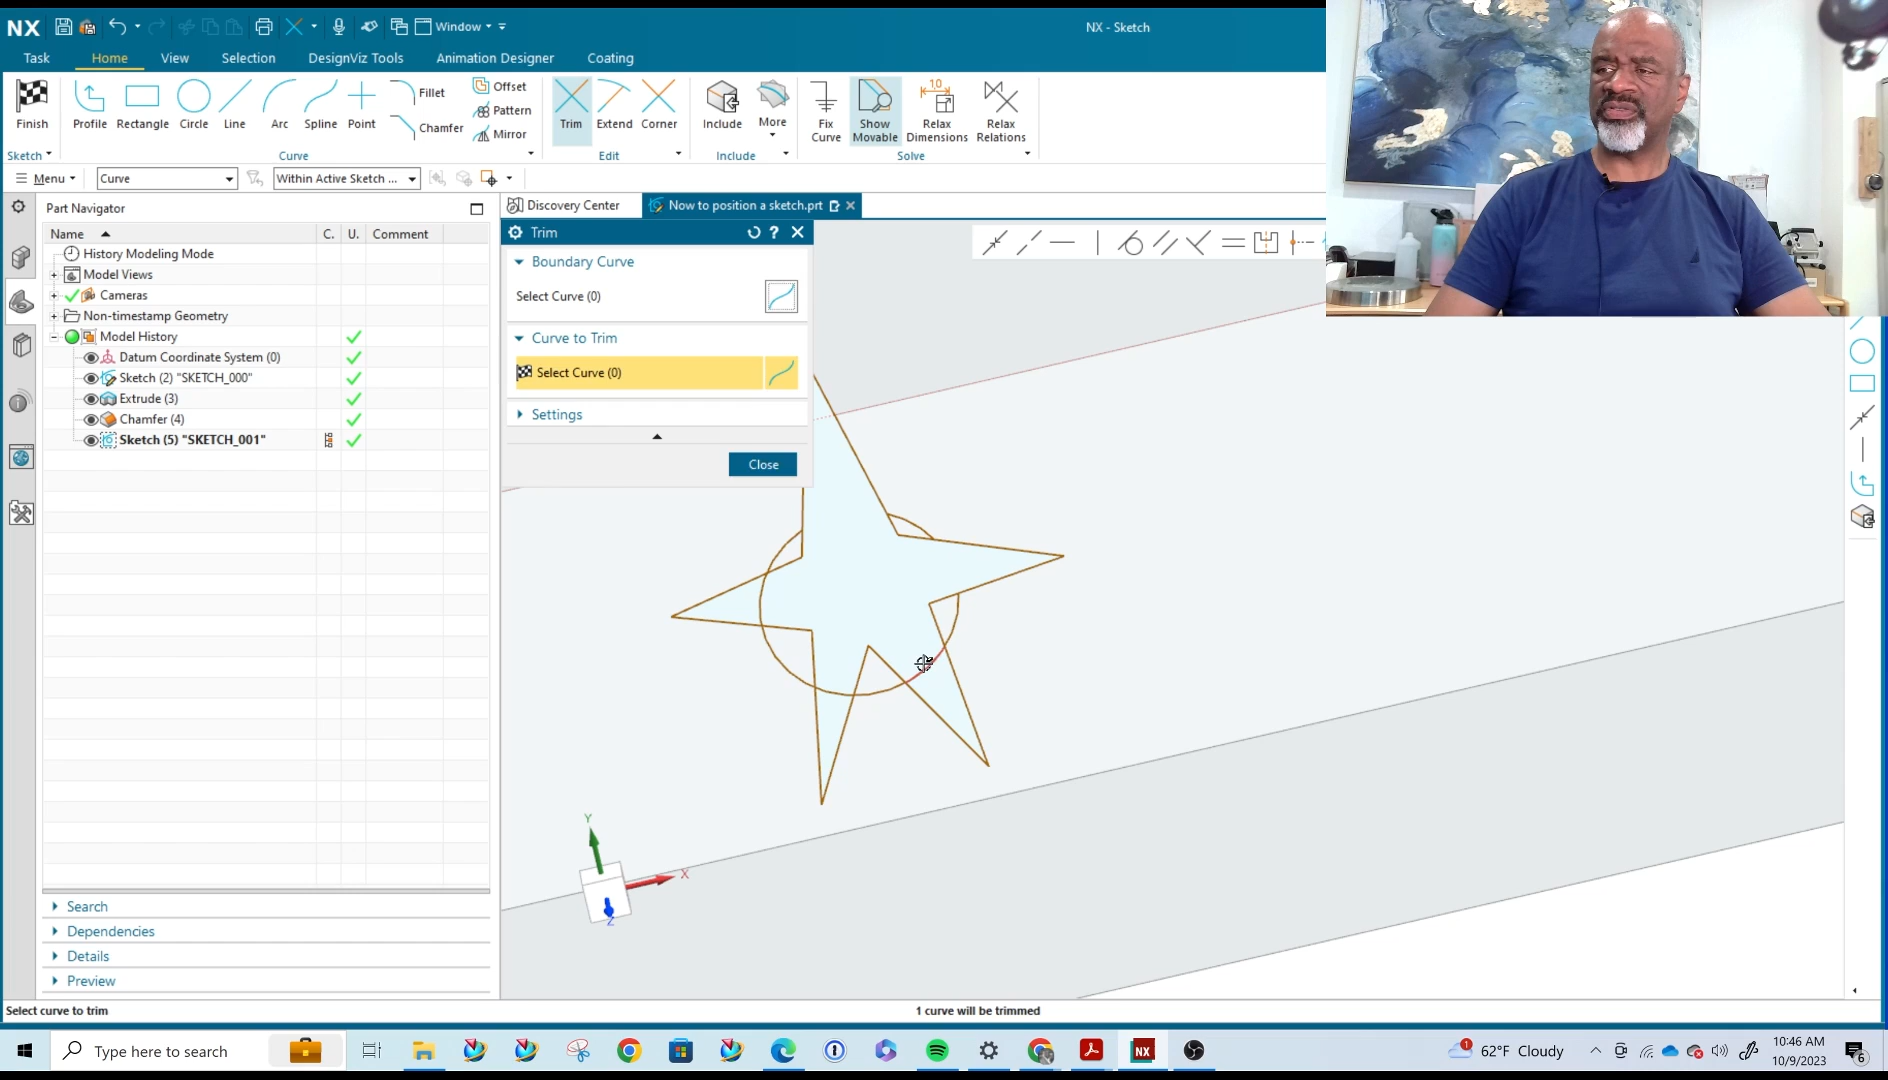 NX
Window
NX - Sketch
Task
Home
View
Selection
DesignViz Tools
Animation Designer
Coating
Finish
Profile
Rectangle
Circle
Line
Arc
Spline
Point
Fillet
Chamfer
Offset
Pattern
Mirror
Trim
Extend
Corner
Include
More
Fix Curve
Show Movable
Relax Dimensions
Relax Relations
Sketch
Curve
Edit
Include
Solve
Menu
Curve
Within Active Sketch ...
Part Navigator
Discovery Center
Now to position a sketch.prt
Name
C.
U.
Comment
History Modeling Mode
Model Views
Cameras
Non-timestamp Geometry
Model History
Datum Coordinate System (0)
Sketch (2) "SKETCH_000"
Extrude (3)
Chamfer (4)
Sketch (5) "SKETCH_001"
Search
Dependencies
Details
Preview
Trim
?
Boundary Curve
Select Curve (0)
Curve to Trim
Select Curve (0)
Settings
Close
Y
X
Z
Select curve to trim
1 curve will be trimmed
Type here to search
NX
1
62°F Cloudy
10:46 AM
10/9/2023
6